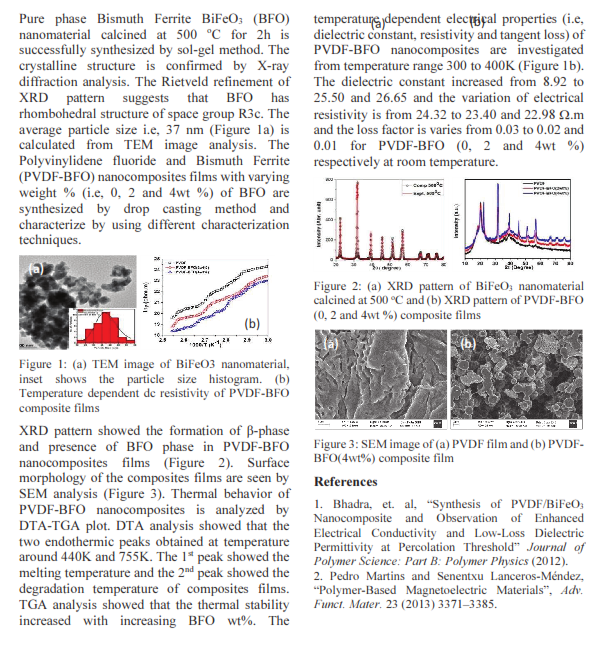 Pure phase Bismuth Ferrite BiFeO₃ (BFO)
nanomaterial calcined at 500 °C for 2h is
successfully synthesized by sol-gel method. The
crystalline structure is confirmed by X-ray
diffraction analysis. The Rietveld refinement of
XRD pattern suggests that BFO has
rhombohedral structure of space group R3c. The
average particle size i.e, 37 nm (Figure 1a) is
calculated from TEM image analysis. The
Polyvinylidene fluoride and Bismuth Ferrite
(PVDF-BFO) nanocomposites films with varying
weight % (i.e, 0, 2 and 4wt %) of BFO are
synthesized by drop casting method and
characterize by using different characterization
techniques.
(a)
(b)
Figure 1: (a) TEM image of BiFeO3 nanomaterial,
inset shows the particle size histogram. (b)
Temperature dependent dc resistivity of PVDF-BFO
composite films
XRD pattern showed the formation of β-phase
and presence of BFO phase in PVDF-BFO
nanocomposites films (Figure 2). Surface
morphology of the composites films are seen by
SEM analysis (Figure 3). Thermal behavior of
PVDF-BFO nanocomposites is analyzed by
DTA-TGA plot. DTA analysis showed that the
two endothermic peaks obtained at temperature
around 440K and 755K. The 1st peak showed the
melting temperature and the 2nd peak showed the
degradation temperature of composites films.
TGA analysis showed that the thermal stability
increased with increasing BFO wt%. The
temperature dependent electrical properties (i.e,
(a)
(b)
dielectric constant, resistivity and tangent loss) of
PVDF-BFO nanocomposites are investigated
from temperature range 300 to 400K (Figure 1b).
The dielectric constant increased from 8.92 to
25.50 and 26.65 and the variation of electrical
resistivity is from 24.32 to 23.40 and 22.98 Ω.m
and the loss factor is varies from 0.03 to 0.02 and
0.01 for PVDF-BFO (0, 2 and 4wt %)
respectively at room temperature.
Figure 2: (a) XRD pattern of BiFeO₃ nanomaterial
calcined at 500 °C and (b) XRD pattern of PVDF-BFO
(0, 2 and 4wt %) composite films
(a)
(b)
Figure 3: SEM image of (a) PVDF film and (b) PVDF-
BFO(4wt%) composite film
References
1. Bhadra, et. al, “Synthesis of PVDF/BiFeO₃
Nanocomposite and Observation of Enhanced
Electrical Conductivity and Low-Loss Dielectric
Permittivity at Percolation Threshold” Journal of
Polymer Science: Part B: Polymer Physics (2012).
2. Pedro Martins and Senentxu Lanceros-Méndez,
“Polymer-Based Magnetoelectric Materials”, Adv.
Funct. Mater. 23 (2013) 3371–3385.